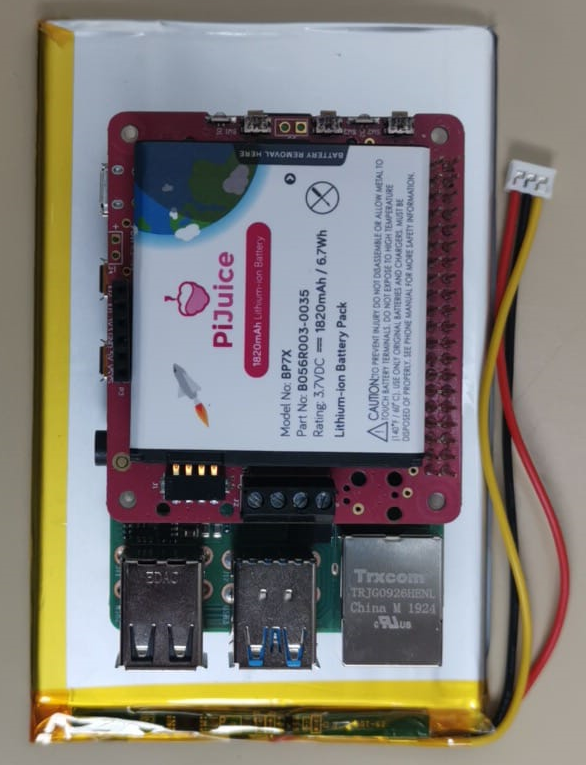 BATTERY REMOVAL HERE
PiJuice
1820mAh Lithium-ion Battery
Model No: BP7X
Part No: B056R003-0035
Rating: 3.7VDC ⎓ 1820mAh / 6.7Wh
Lithium-ion Battery Pack
CAUTION: TO PREVENT INJURY DO NOT DISASSEMBLE OR ALLOW METAL TO
TOUCH BATTERY TERMINALS. DO NOT EXPOSE TO HIGH TEMPERATURE
(140°F / 60°C). USE ONLY ORIGINAL BATTERIES AND CHARGERS. MUST BE
DISPOSED OF PROPERLY. SEE PHONE MANUAL FOR MORE SAFETY INFORMATION.
EDAC
Trxcom
TRJG0926HENL
China M 1924